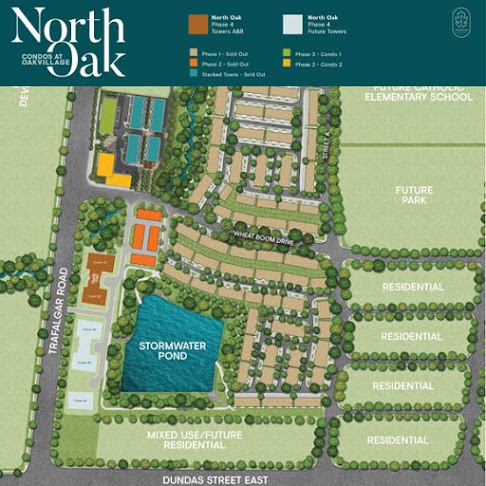 North
CONDOS AT
OAKVILLAGE
Oak
North Oak
Phase 4
Towers A&B
North Oak
Phase 4
Future Towers
Phase 1 - Sold Out
Phase 2 - Sold Out
Stacked Towns - Sold Out
Phase 3 - Condo 1
Phase 3 - Condo 2
DEV
FUTURE CATHOLIC
ELEMENTARY SCHOOL
STREET A
FUTURE
PARK
WHEAT BOOM DRIVE
TRAFALGAR ROAD
RESIDENTIAL
STORMWATER
POND
RESIDENTIAL
RESIDENTIAL
MIXED USE/FUTURE
RESIDENTIAL
RESIDENTIAL
DUNDAS STREET EAST